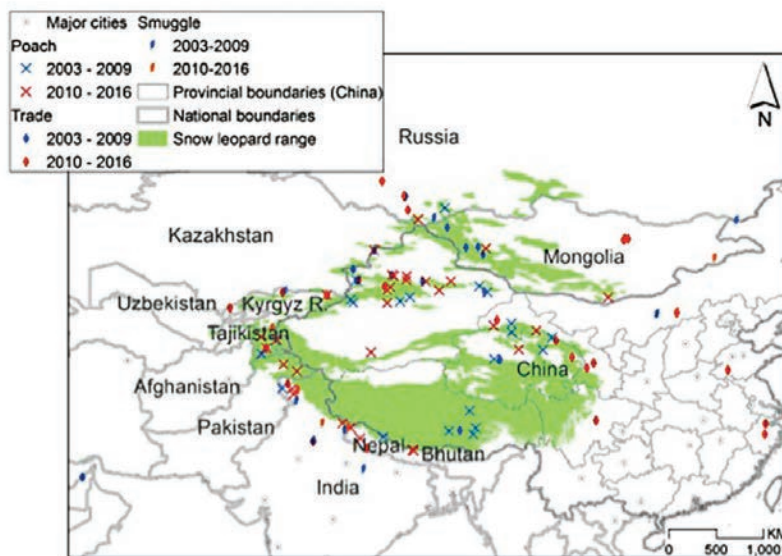 Major cities
Smuggle
Poach
2003-2009
2003 - 2009
2010-2016
2010 - 2016
Provincial boundaries (China)
Trade
National boundaries
2003 - 2009
Snow leopard range
2010 - 2016
N
Russia
Kazakhstan
Mongolia
Uzbekistan
Kyrgyz R.
Tajikistan
China
Afghanistan
Pakistan
Nepal
Bhutan
India
KM
0 500 1,000